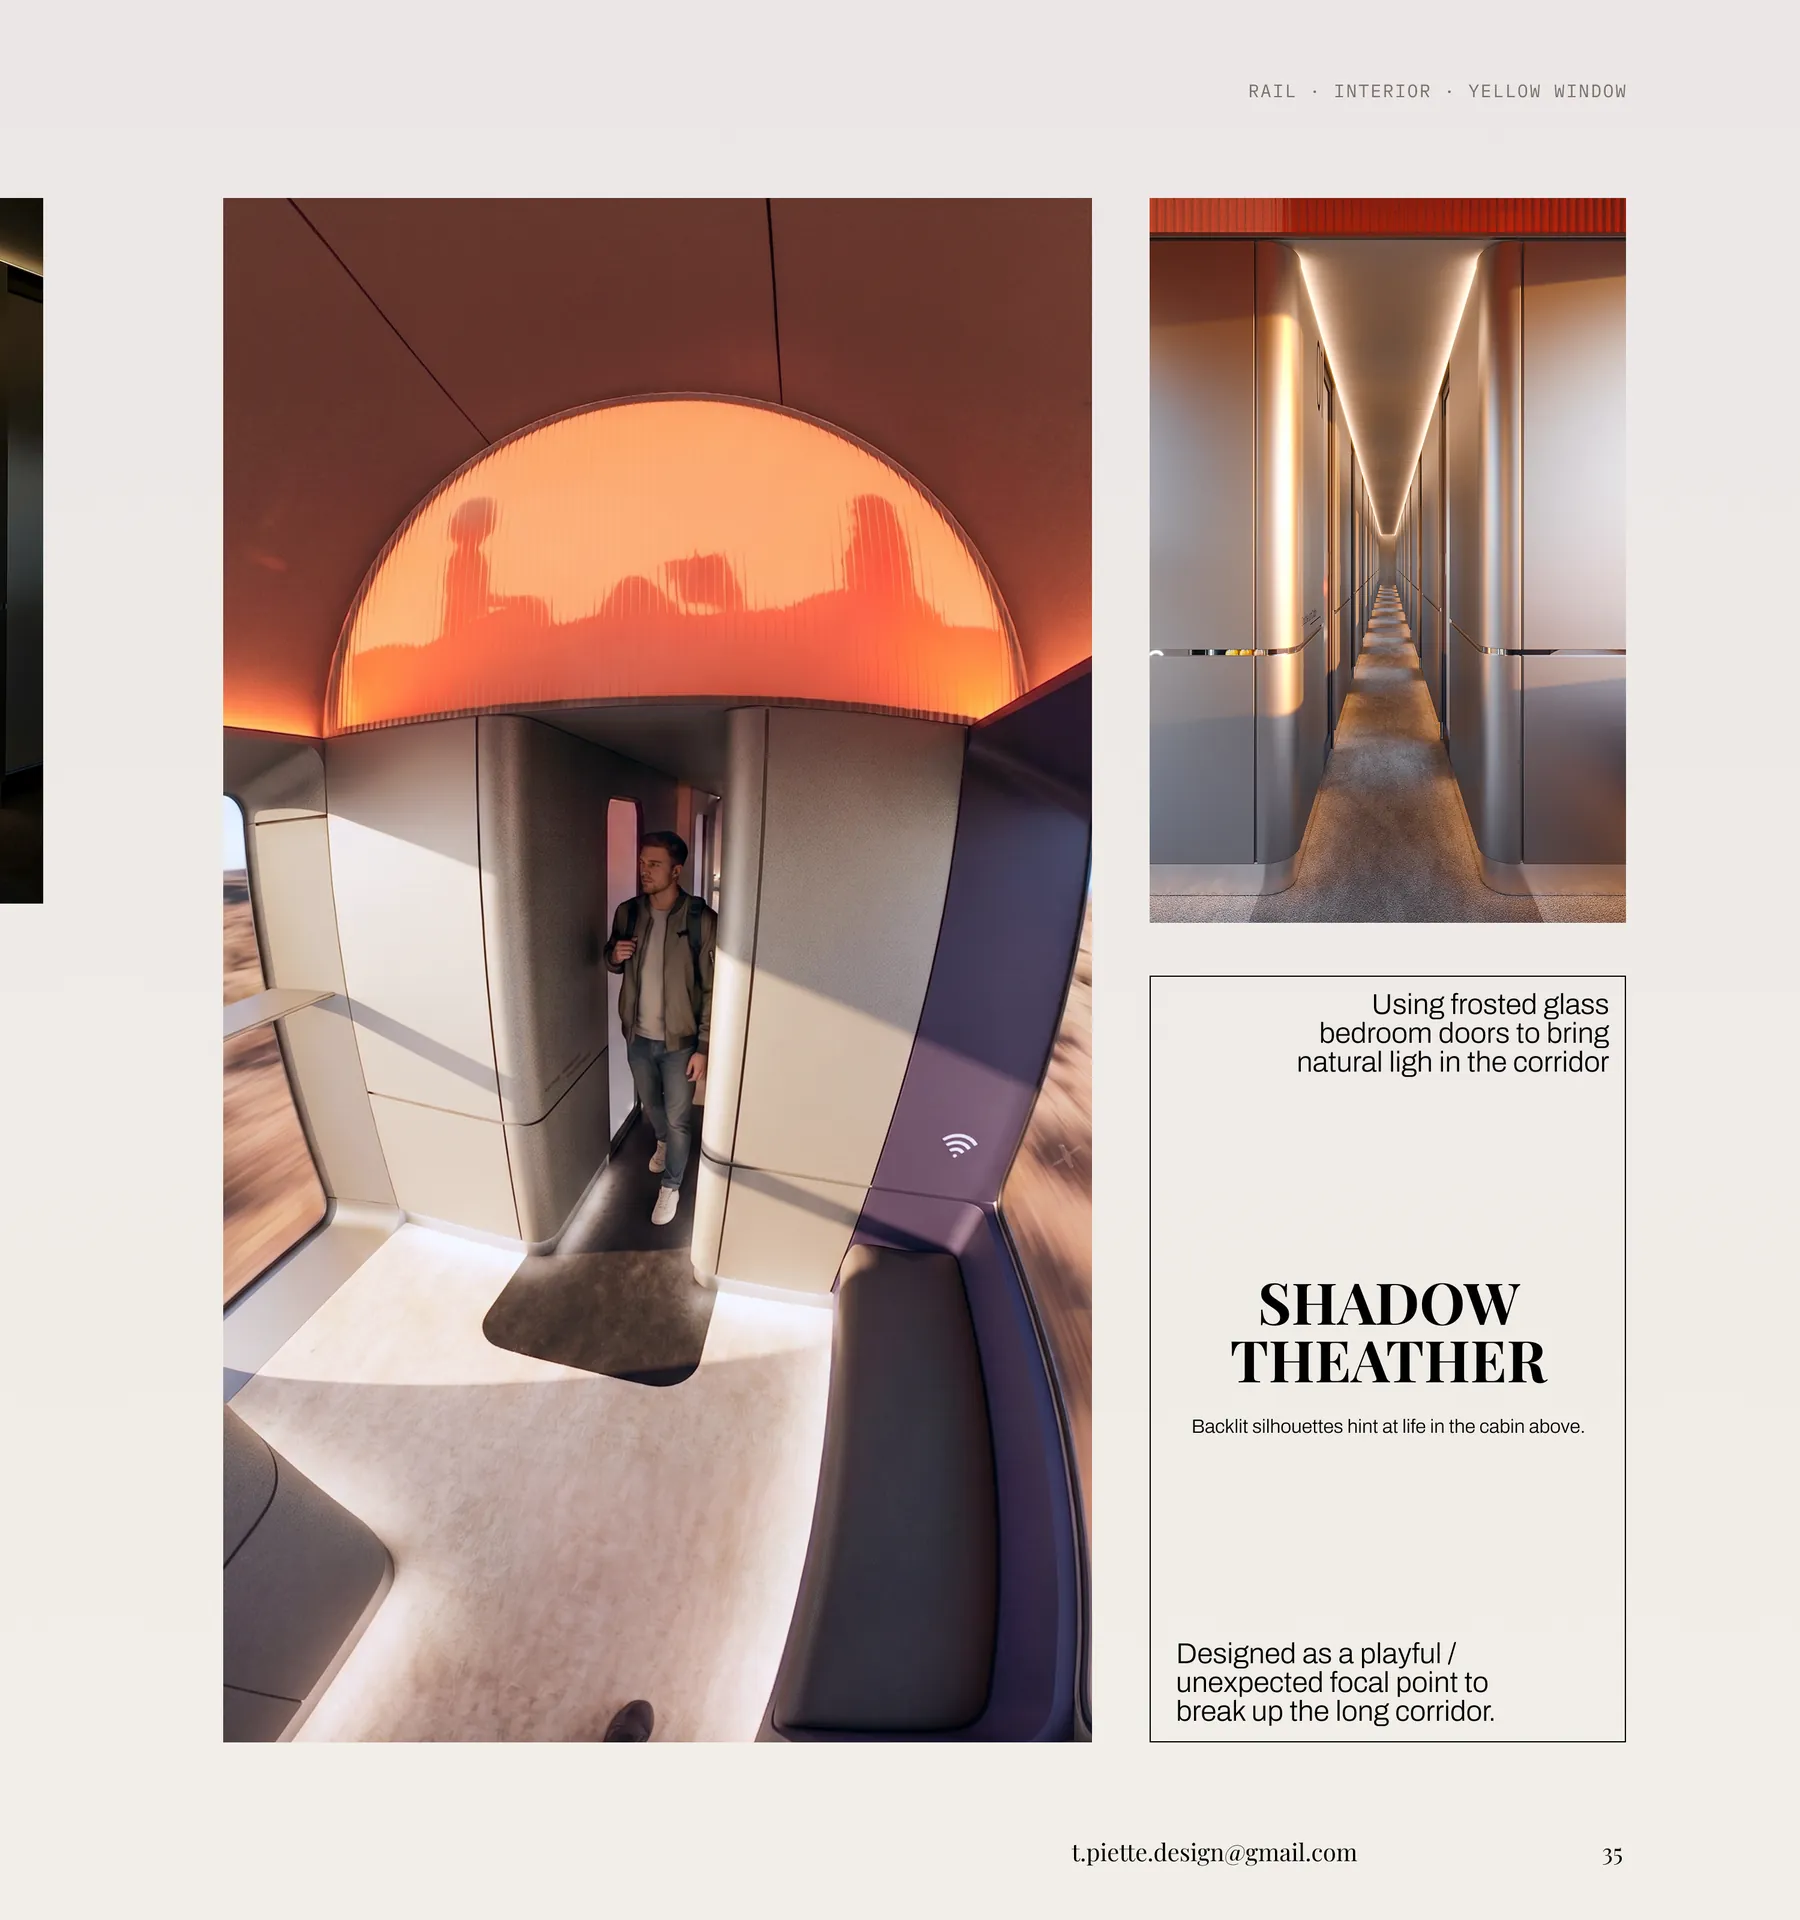 RAIL · INTERIOR · YELLOW WINDOW
Using frosted glass
bedroom doors to bring
natural ligh in the corridor
SHADOW
THEATHER
Backlit silhouettes hint at life in the cabin above.
Designed as a playful /
unexpected focal point to
break up the long corridor.
t.piette.design@gmail.com
35